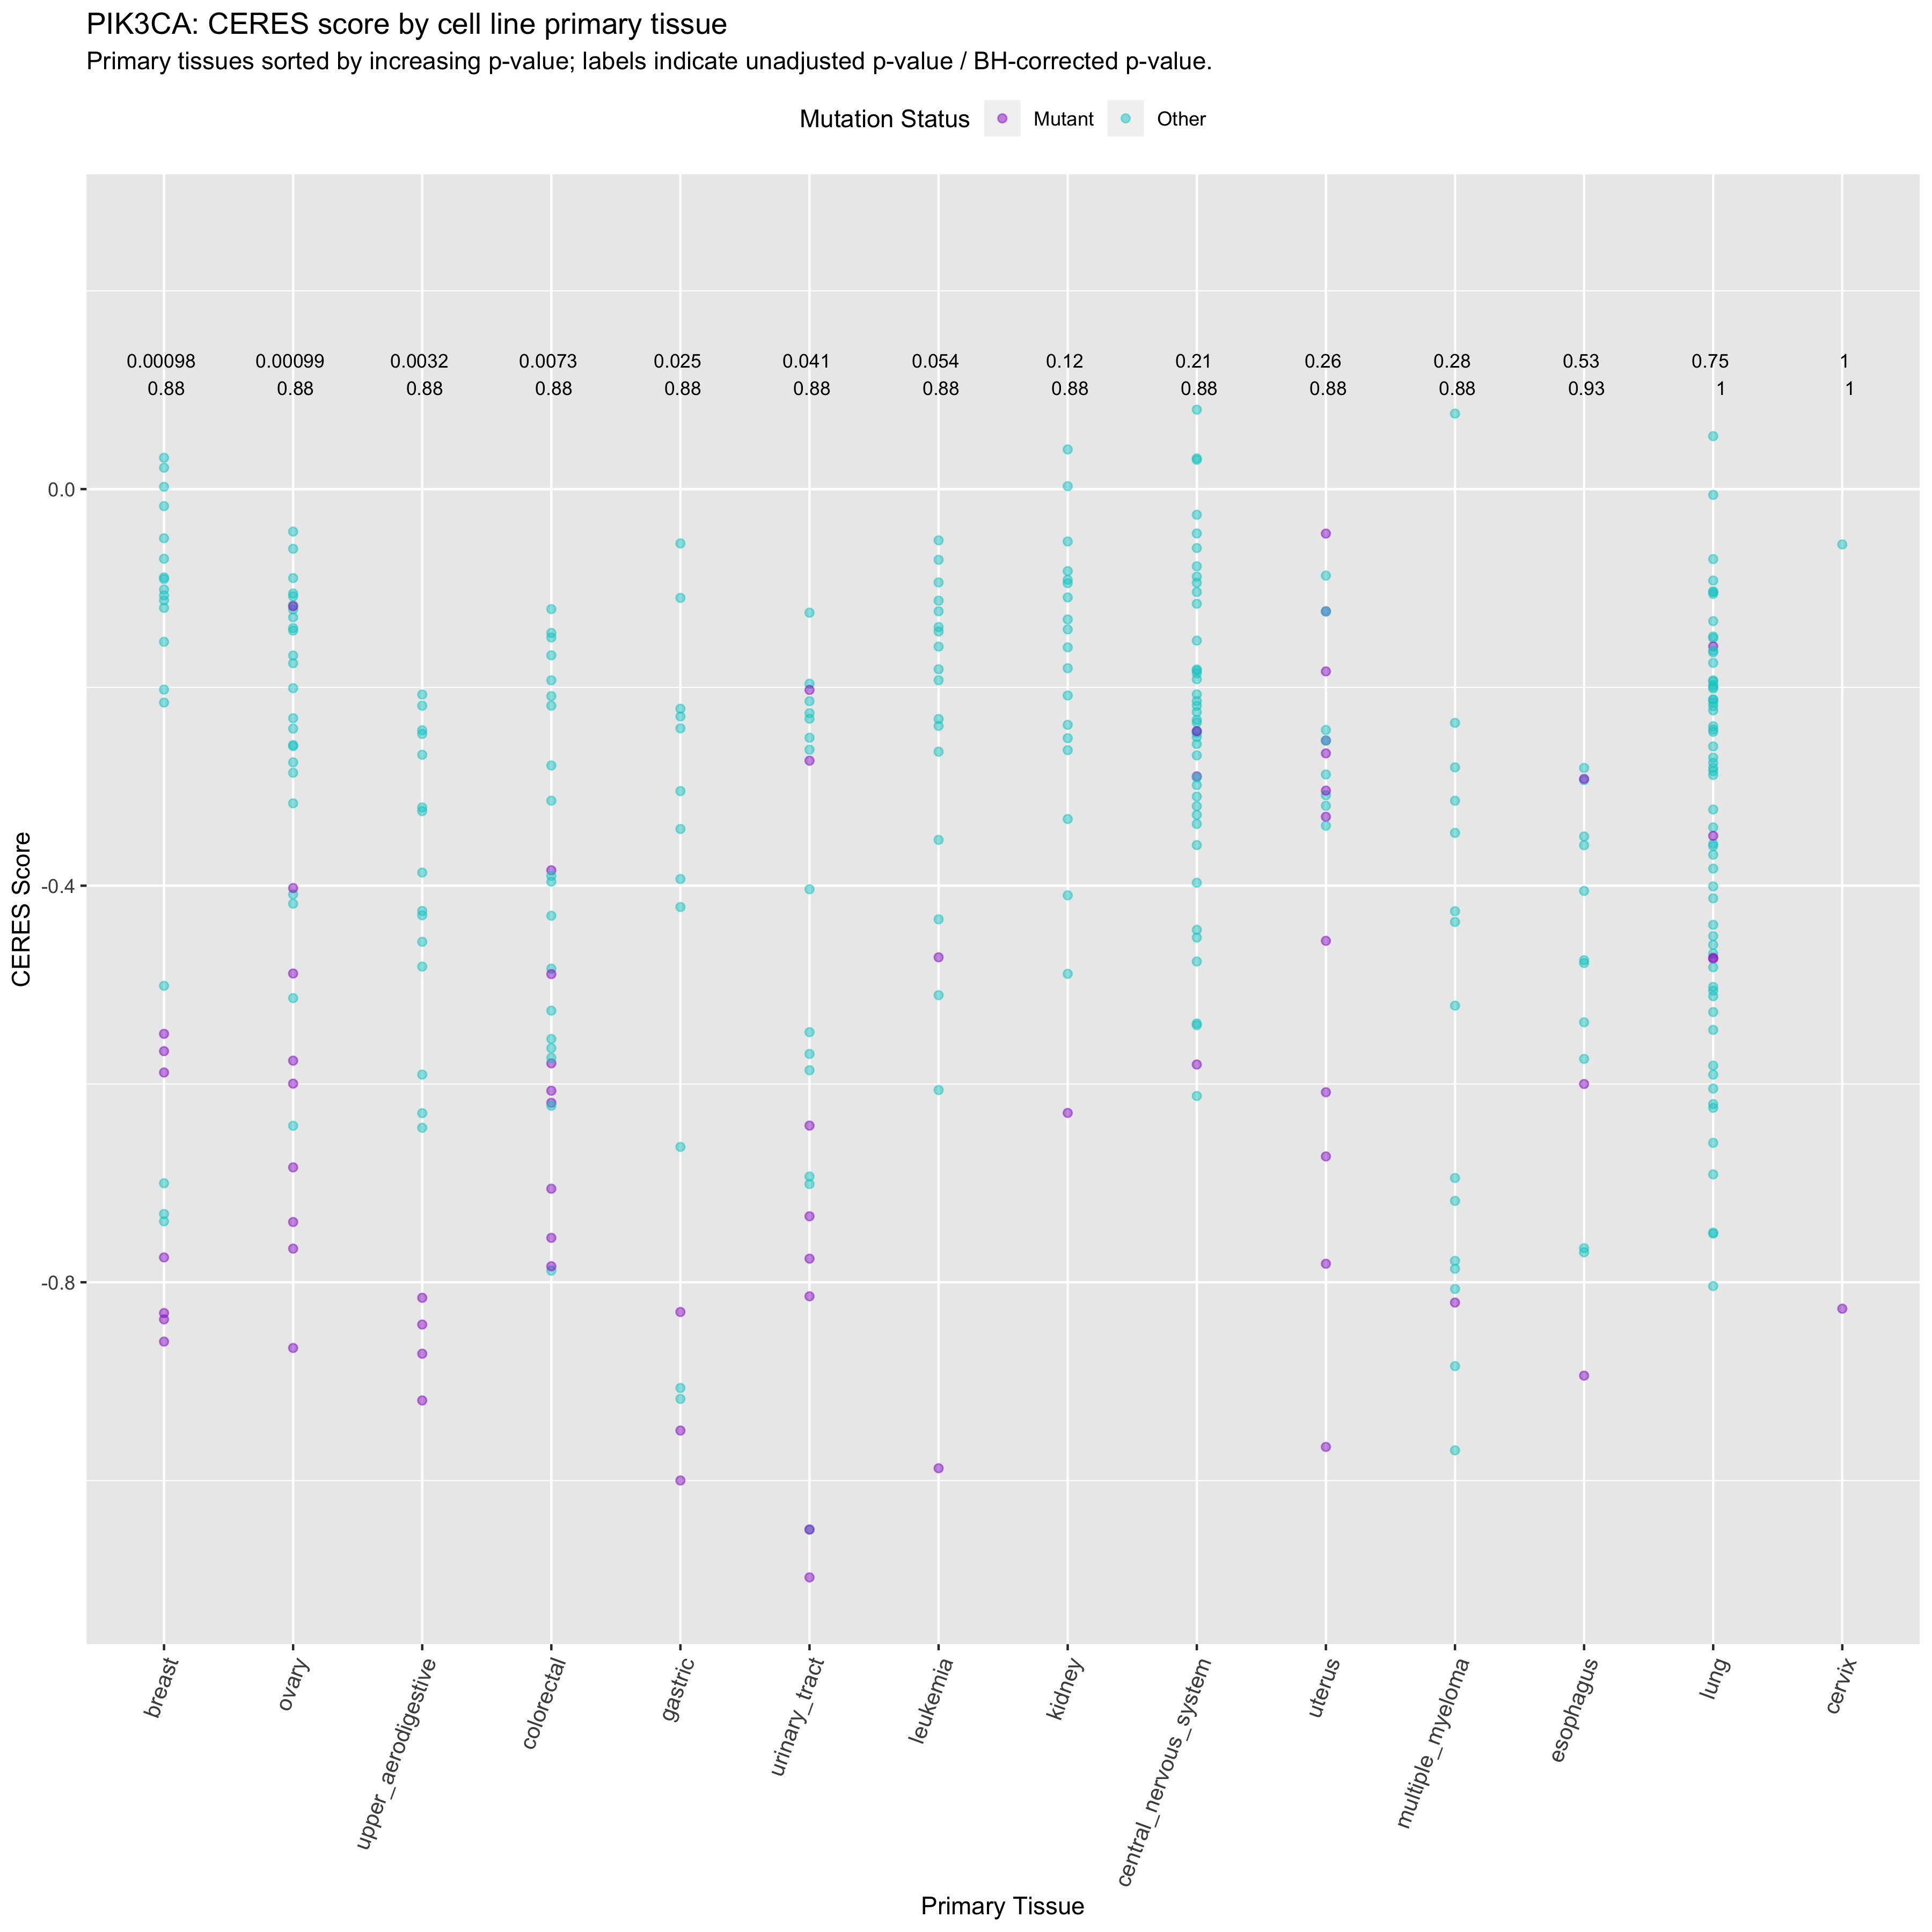 PIK3CA: CERES score by cell line primary tissue
Primary tissues sorted by increasing p-value; labels indicate unadjusted p-value / BH-corrected p-value.
Mutation Status Mutant Other
0.00098 0.00099 0.0032 0.0073 0.025 0.041 0.054 0.12 0.21 0.26 0.28 0.53 0.75 1
0.88 0.88 0.88 0.88 0.88 0.88 0.88 0.88 0.88 0.88 0.88 0.93 1 1
0.0
-0.4
-0.8
CERES Score
breast
ovary
upper_aerodigestive
colorectal
gastric
urinary_tract
leukemia
kidney
central_nervous_system
uterus
multiple_myeloma
esophagus
lung
cervix
Primary Tissue